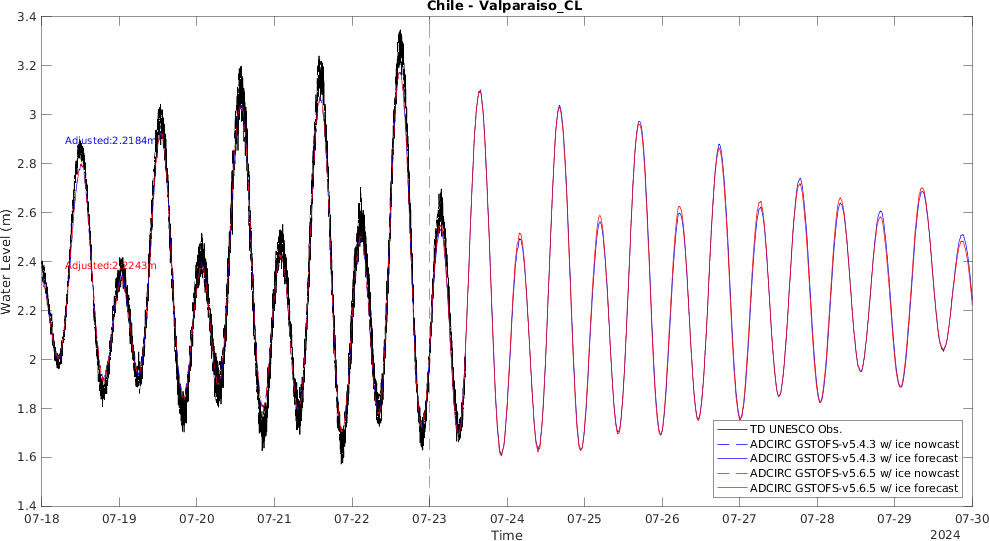 Chile - Valparaiso_CL
3.4
3.2
3
2.8
2.6
2.4
2.2
2
1.8
1.6
1.4
Water Level (m)
Adjusted:2.2184m
Adjusted:2.2243m
TD UNESCO Obs.
ADCIRC GSTOFS-v5.4.3 w/ ice nowcast
ADCIRC GSTOFS-v5.4.3 w/ ice forecast
ADCIRC GSTOFS-v5.6.5 w/ ice nowcast
ADCIRC GSTOFS-v5.6.5 w/ ice forecast
07-18 07-19 07-20 07-21 07-22 07-23 07-24 07-25 07-26 07-27 07-28 07-29 07-30
Time
2024